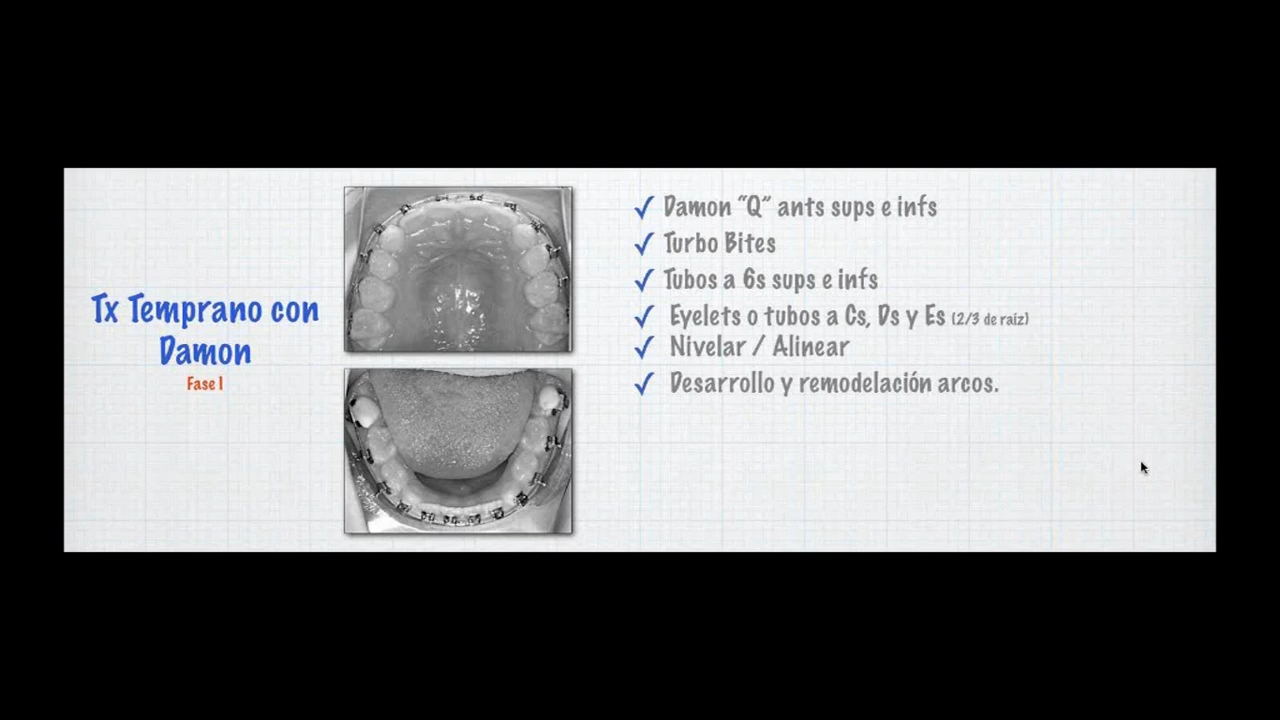 Tx Temprano con
Damon
Fase I
✓ Damon “Q” ants sups e infs
✓ Turbo Bites
✓ Tubos a 6s sups e infs
✓ Eyelets o tubos a Cs, Ds y Es (2/3 de raíz)
✓ Nivelar / Alinear
✓ Desarrollo y remodelación arcos.